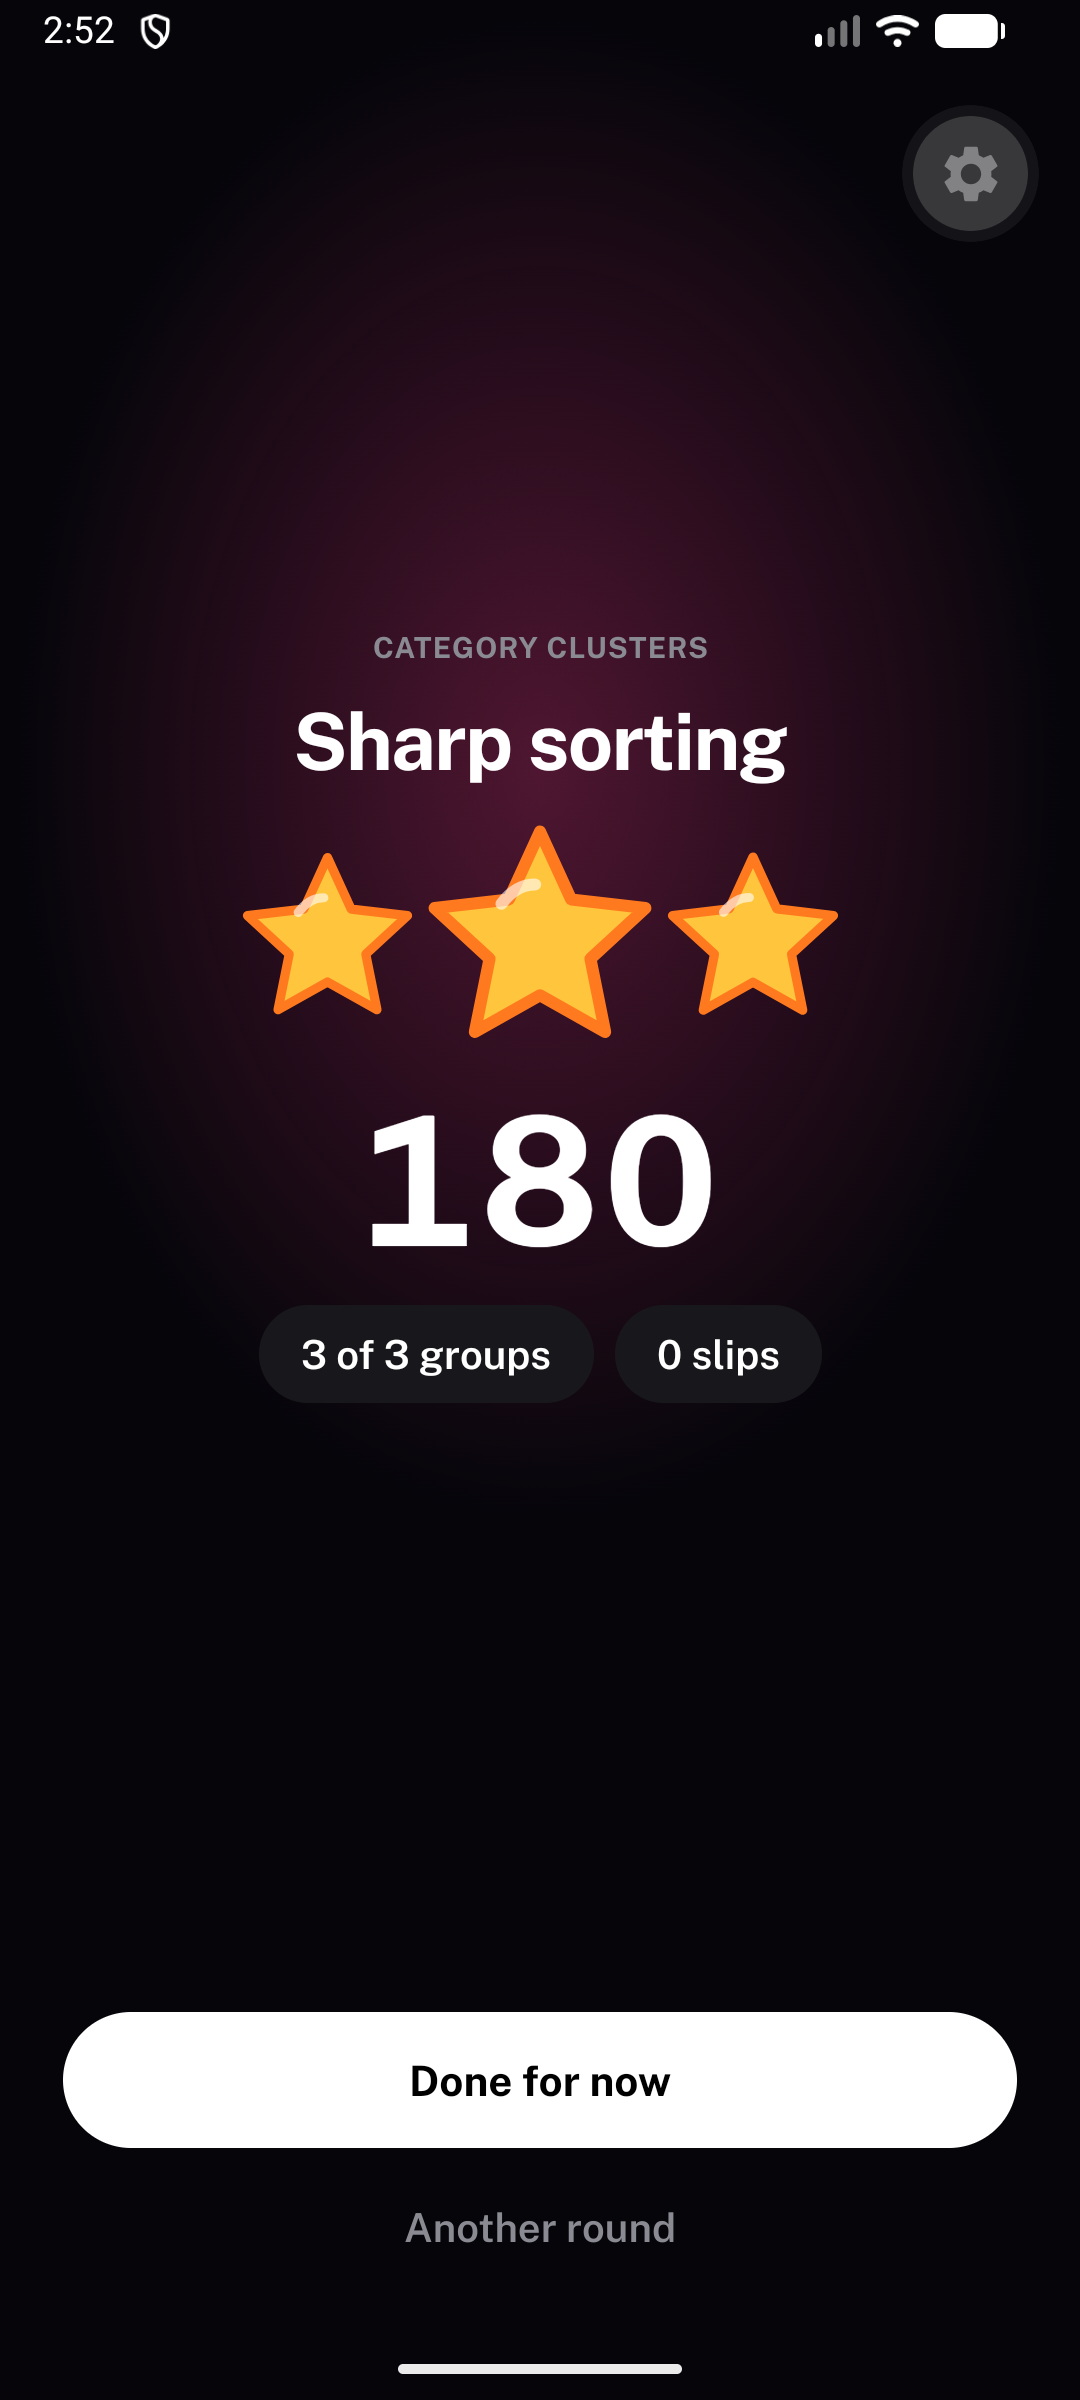 2:52
CATEGORY CLUSTERS
Sharp sorting
180
3 of 3 groups
0 slips
Done for now
Another round